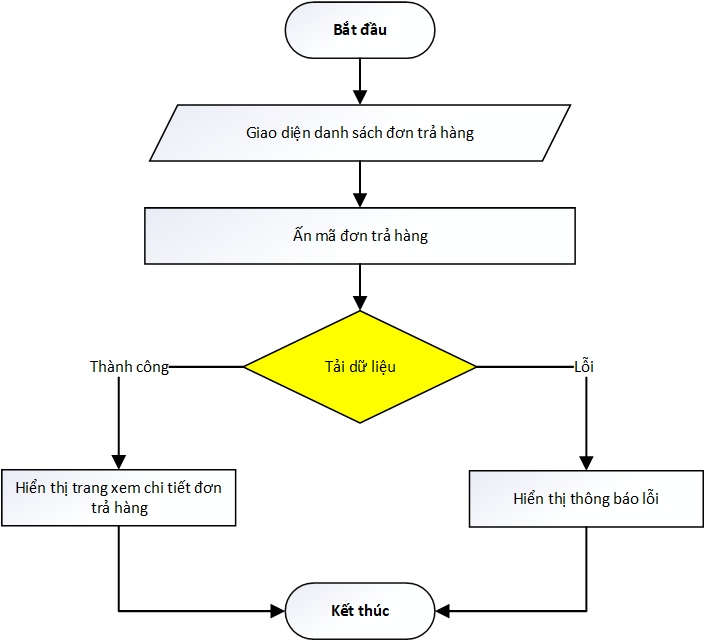 Bắt đầu
Giao diện danh sách đơn trả hàng
Ấn mã đơn trả hàng
Tải dữ liệu
Thành công
Lỗi
Hiển thị trang xem chi tiết đơn
trả hàng
Hiển thị thông báo lỗi
Kết thúc